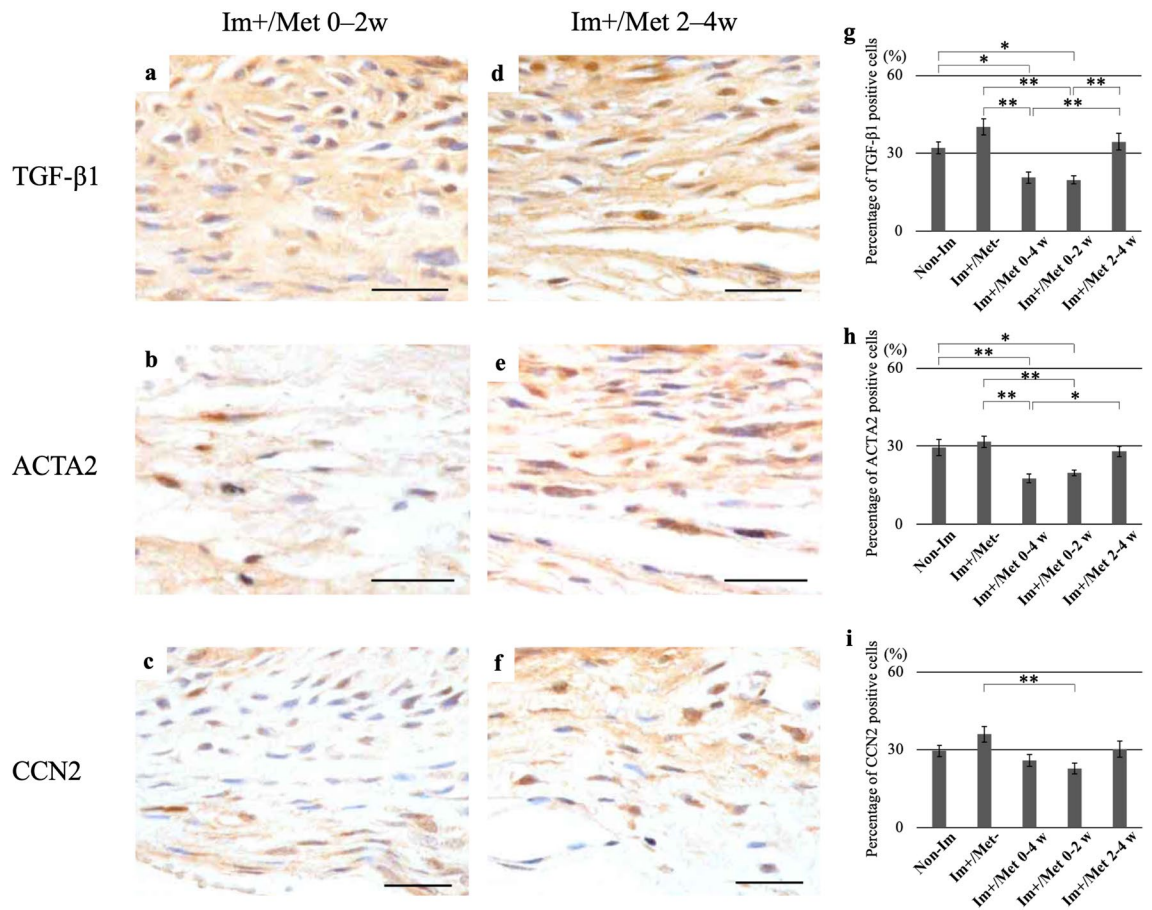 Im+/Met 0–2w
Im+/Met 2–4w
TGF-β1
a
d
ACTA2
b
e
CCN2
c
f
g
(%)
Percentage of TGF-β1 positive cells
60
30
0
*
*
** **
** **
Non-Im
Im+/Met-
Im+/Met 0–4 w
Im+/Met 0–2 w
Im+/Met 2–4 w
h
(%)
Percentage of ACTA2 positive cells
60
30
0
*
**
**
** *
Non-Im
Im+/Met-
Im+/Met 0–4 w
Im+/Met 0–2 w
Im+/Met 2–4 w
i
(%)
Percentage of CCN2 positive cells
60
30
0
**
Non-Im
Im+/Met-
Im+/Met 0–4 w
Im+/Met 0–2 w
Im+/Met 2–4 w